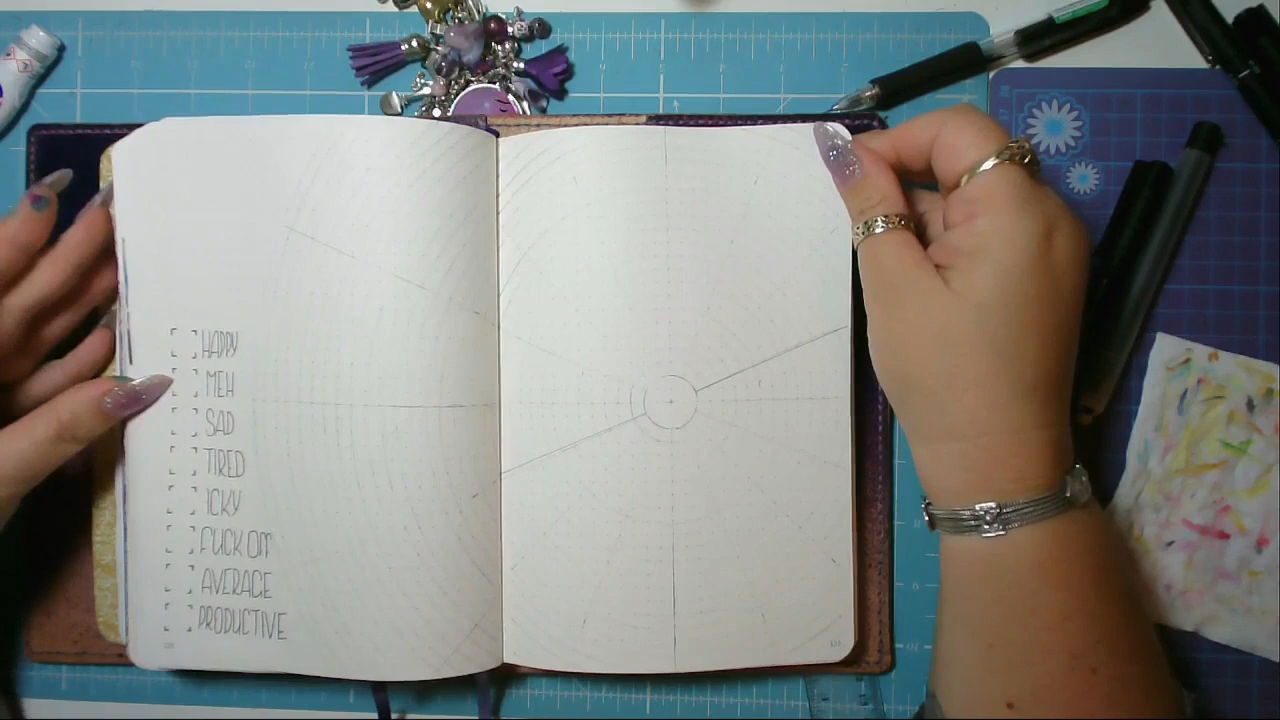 HAPPY
MEH
SAD
TIRED
ICKY
FUCK OFF
AVERAGE
PRODUCTIVE